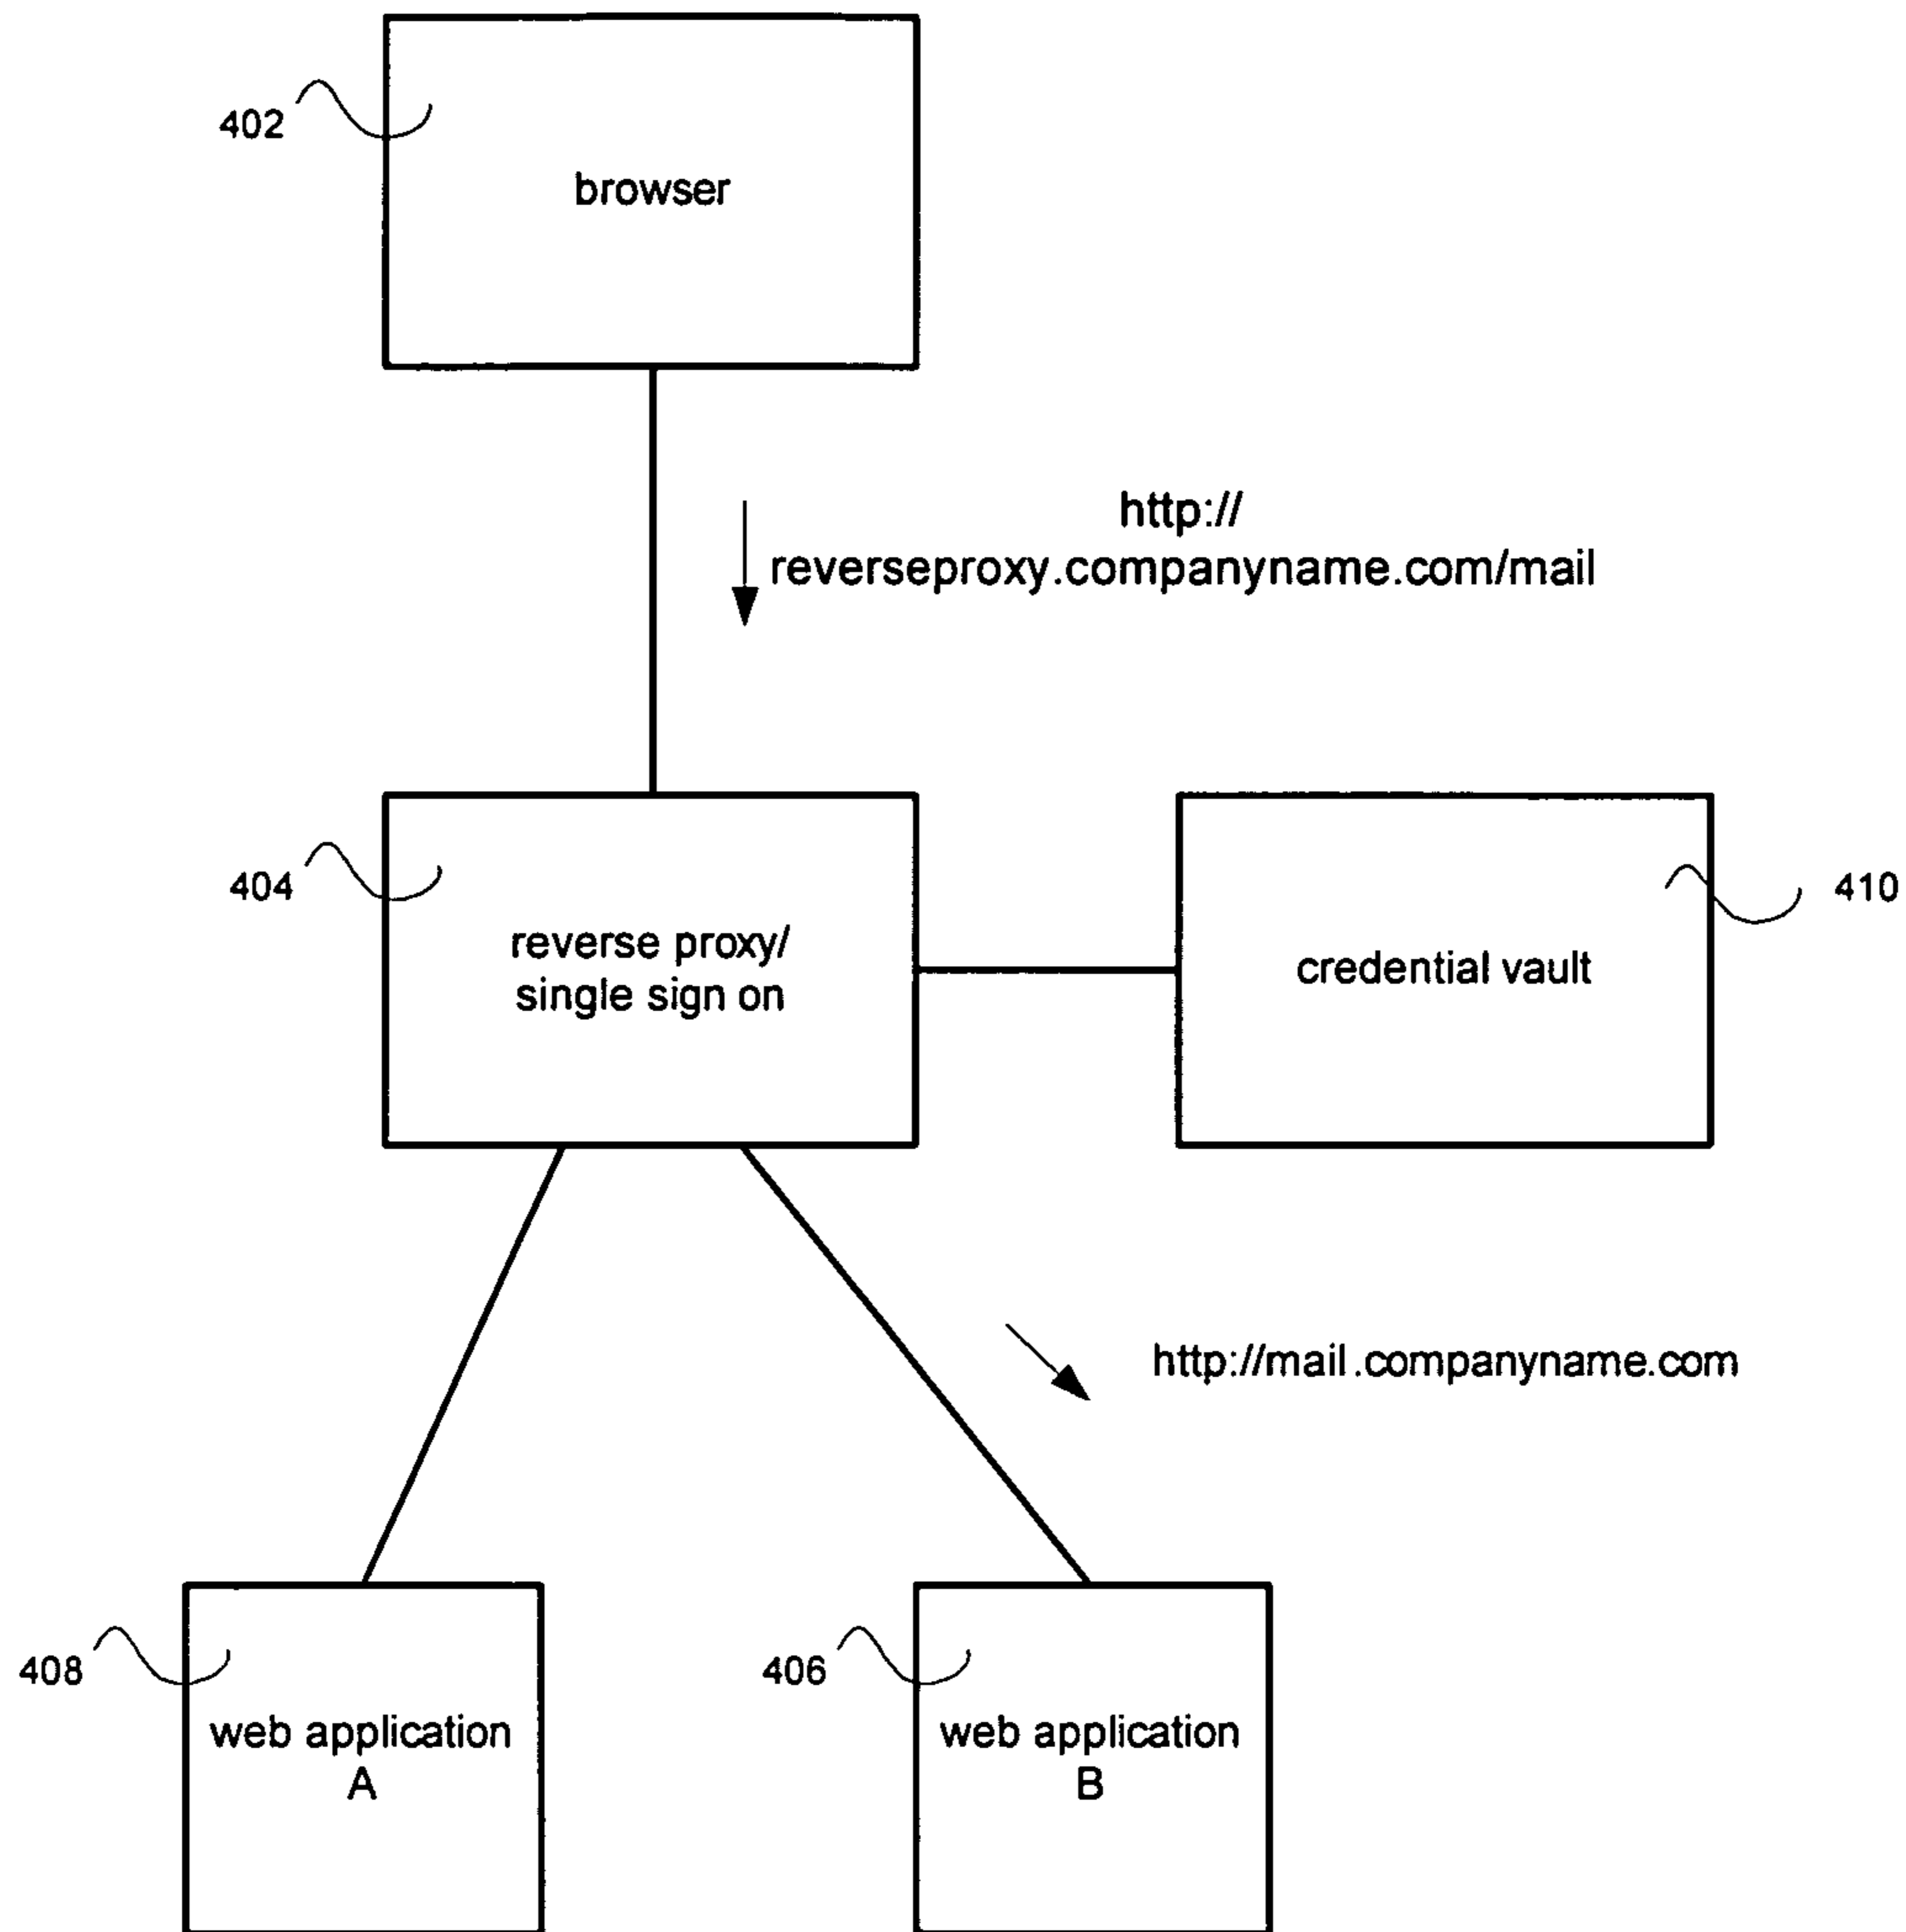 402
browser
http://
reverseproxy.companyname.com/mail
404
reverse proxy/
single sign on
credential vault
410
http://mail.companyname.com
408
web application
A
406
web application
B